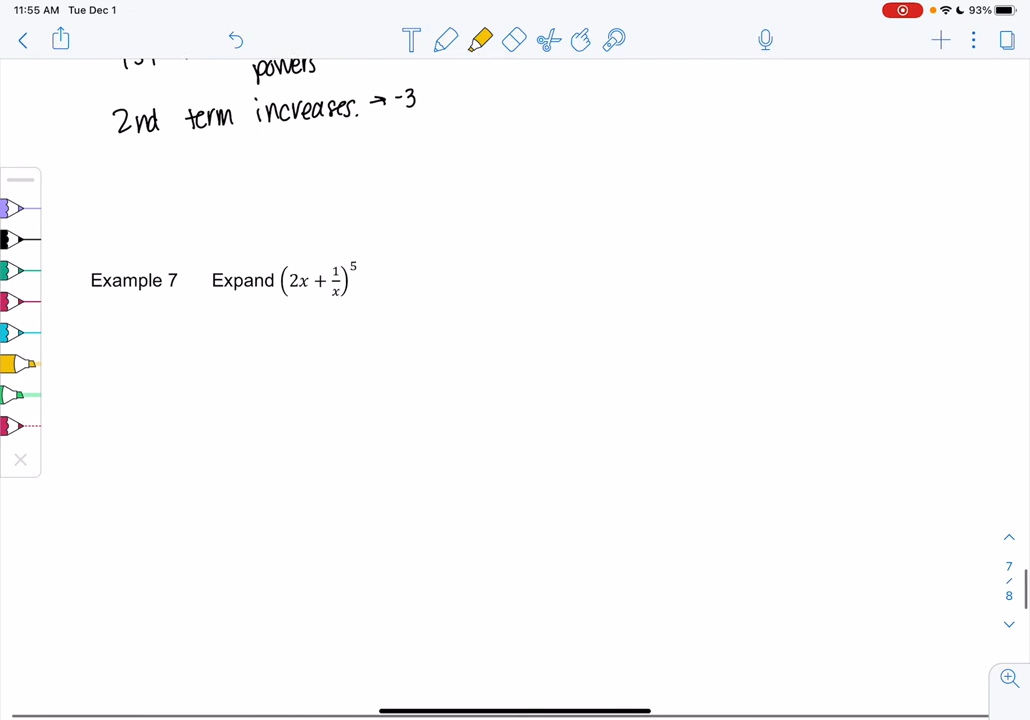 11:55 AM Tue Dec 1
93%
powers
2nd term increases. → -3
Example 7 Expand (2x + 1/x)^5
7
/
8